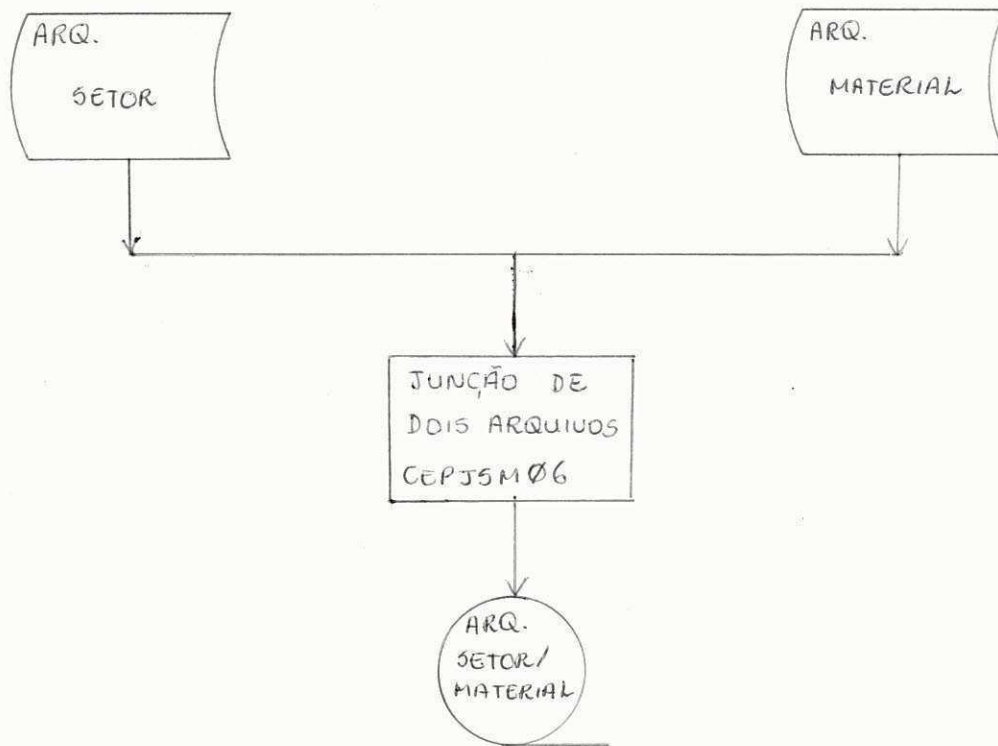 ARQ.
SETOR
ARQ.
MATERIAL
JUNÇÃO DE
DOIS ARQUIVOS
CEPJSMØ6
ARQ.
SETOR/
MATERIAL